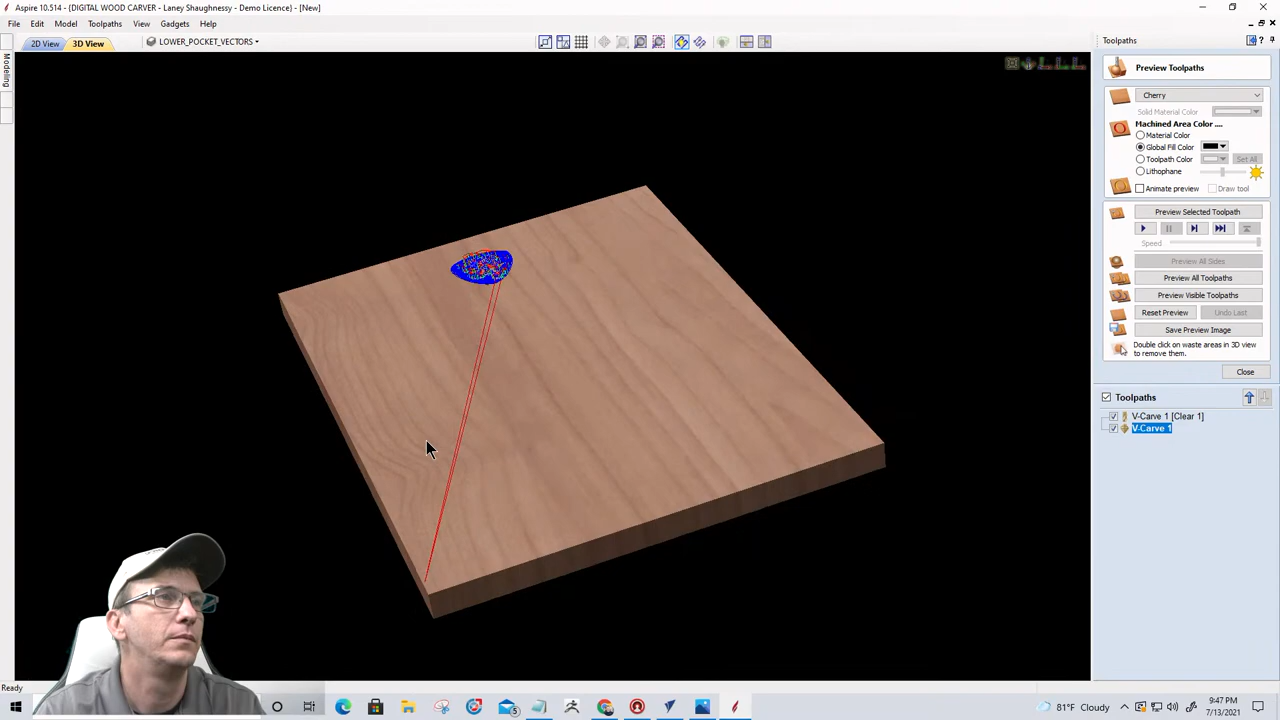 Aspire 10.514 - (DIGITAL WOOD CARVER - Laney Shaughnessy - Demo Licence) - [New]
File Edit Model Toolpaths View Gadgets Help
2D View 3D View LOWER_POCKET_VECTORS
Modeling
Toolpaths
Preview Toolpaths
Cherry
Solid Material Color
Machined Area Color ....
Material Color
Global Fill Color
Toolpath Color Set All
Lithophane
Animate preview Draw tool
Preview Selected Toolpath
Speed
Preview All Sides
Preview All Toolpaths
Preview Visible Toolpaths
Reset Preview Undo Last
Save Preview Image
Double click on waste areas in 3D view
to remove them.
Close
Toolpaths
V-Carve 1 [Clear 1]
V-Carve 1
Ready
5
81°F Cloudy
9:47 PM
7/13/2021